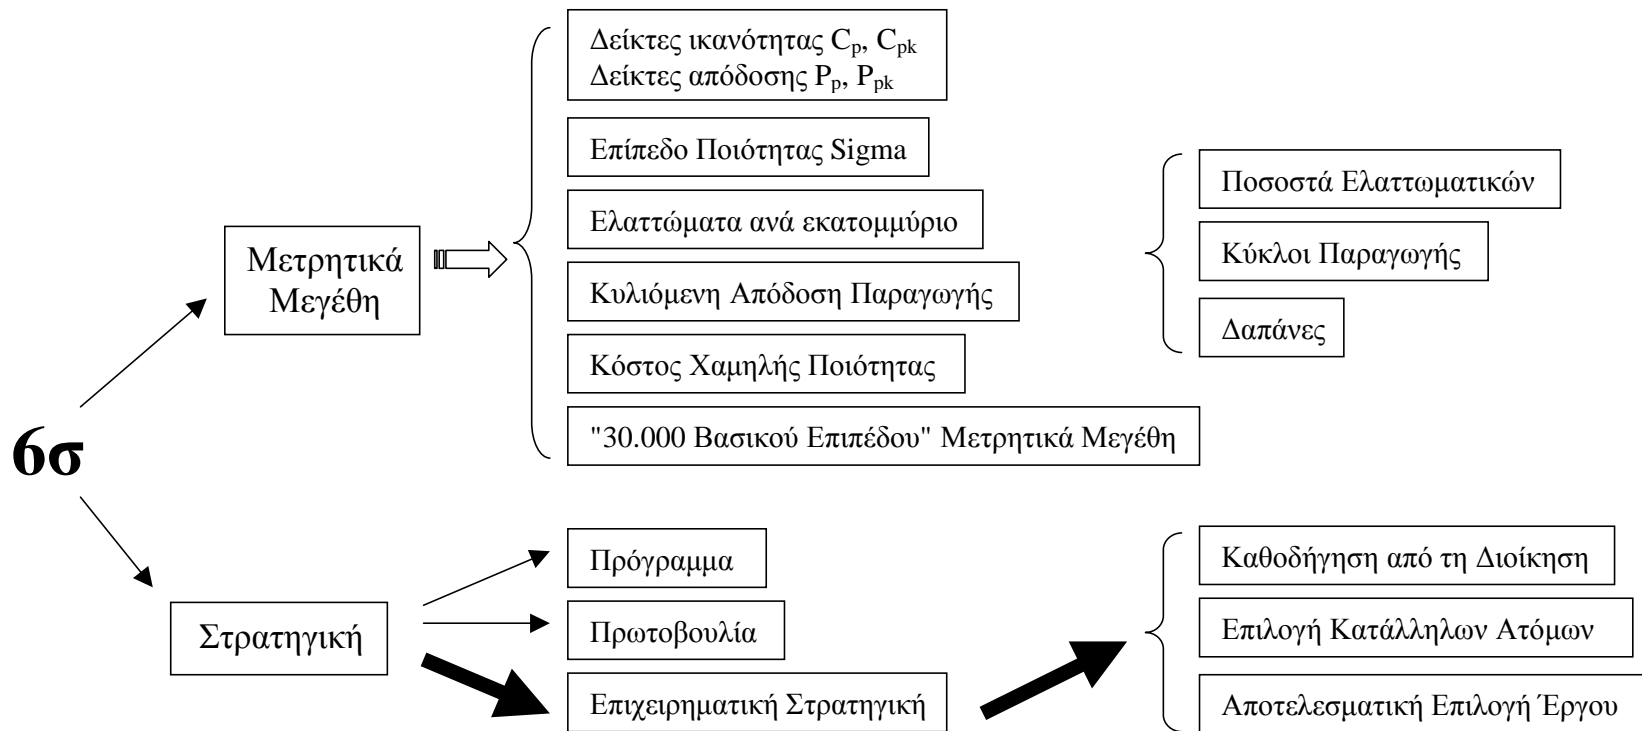 6σ
Μετρητικά
Μεγέθη
Δείκτες ικανότητας Cp, Cpk
Δείκτες απόδοσης Pp, Ppk
Επίπεδο Ποιότητας Sigma
Ελαττώματα ανά εκατομμύριο
Κυλιόμενη Απόδοση Παραγωγής
Κόστος Χαμηλής Ποιότητας
"30.000 Βασικού Επιπέδου" Μετρητικά Μεγέθη
Ποσοστά Ελαττωματικών
Κύκλοι Παραγωγής
Δαπάνες
Στρατηγική
Πρόγραμμα
Πρωτοβουλία
Επιχειρηματική Στρατηγική
Καθοδήγηση από τη Διοίκηση
Επιλογή Κατάλληλων Ατόμων
Αποτελεσματική Επιλογή Έργου